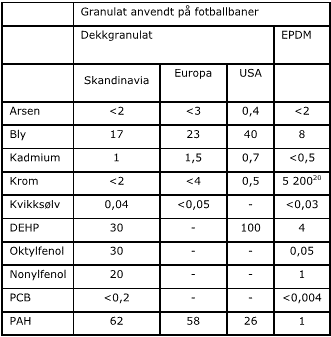 Granulat anvendt på fotballbaner
Dekkgranulat EPDM
Skandinavia Europa USA
Arsen <2 <3 0,4 <2
Bly 17 23 40 8
Kadmium 1 1,5 0,7 <0,5
Krom <2 <4 0,5 5 200²⁰
Kvikksølv 0,04 <0,05 - <0,03
DEHP 30 - 100 4
Oktylfenol 30 - - 0,05
Nonylfenol 20 - - 1
PCB <0,2 - - <0,004
PAH 62 58 26 1